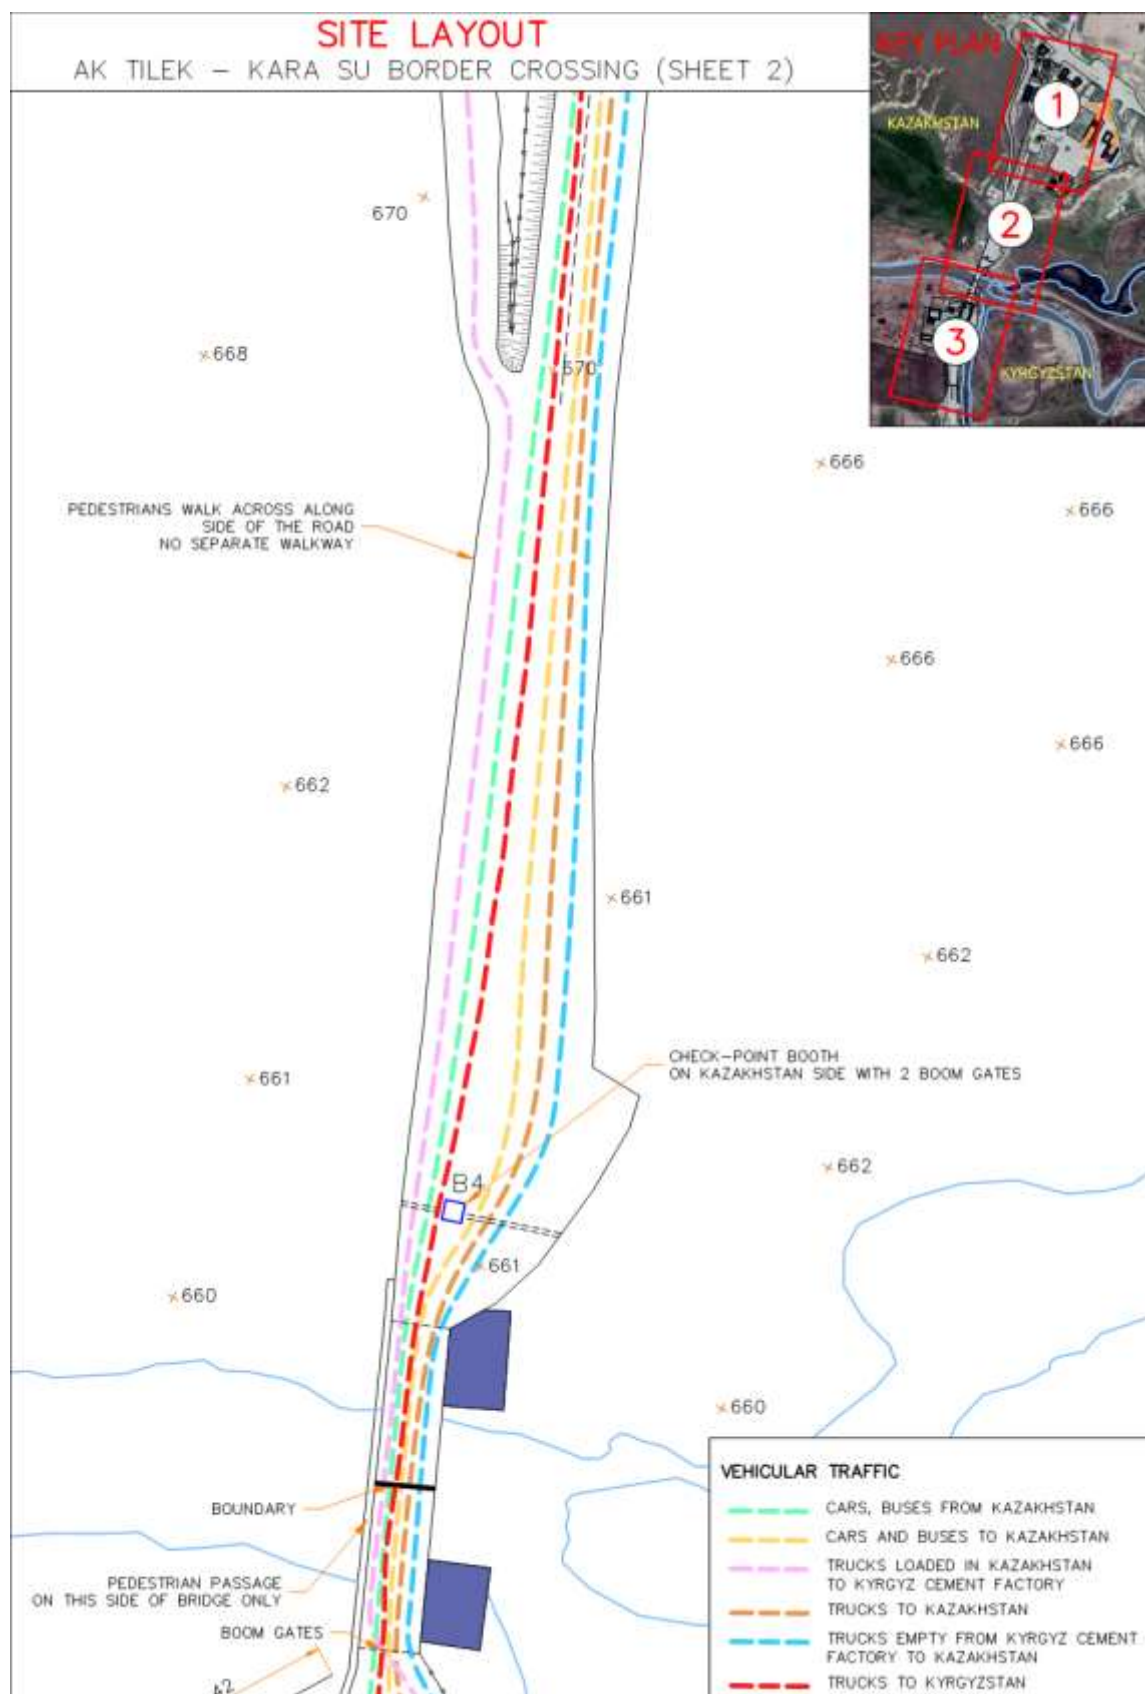 SITE LAYOUT
AK TILEK – KARA SU BORDER CROSSING (SHEET 2)
KEY PLAN
KAZAKHSTAN
1
2
3
KYRGYZSTAN
670
668
670
666
666
PEDESTRIANS WALK ACROSS ALONG
SIDE OF THE ROAD
NO SEPARATE WALKWAY
666
666
662
661
662
CHECK–POINT BOOTH
ON KAZAKHSTAN SIDE WITH 2 BOOM GATES
661
662
B4
661
660
660
BOUNDARY
PEDESTRIAN PASSAGE
ON THIS SIDE OF BRIDGE ONLY
BOOM GATES
42
VEHICULAR TRAFFIC
CARS, BUSES FROM KAZAKHSTAN
CARS AND BUSES TO KAZAKHSTAN
TRUCKS LOADED IN KAZAKHSTAN
TO KYRGYZ CEMENT FACTORY
TRUCKS TO KAZAKHSTAN
TRUCKS EMPTY FROM KYRGYZ CEMENT
FACTORY TO KAZAKHSTAN
TRUCKS TO KYRGYZSTAN